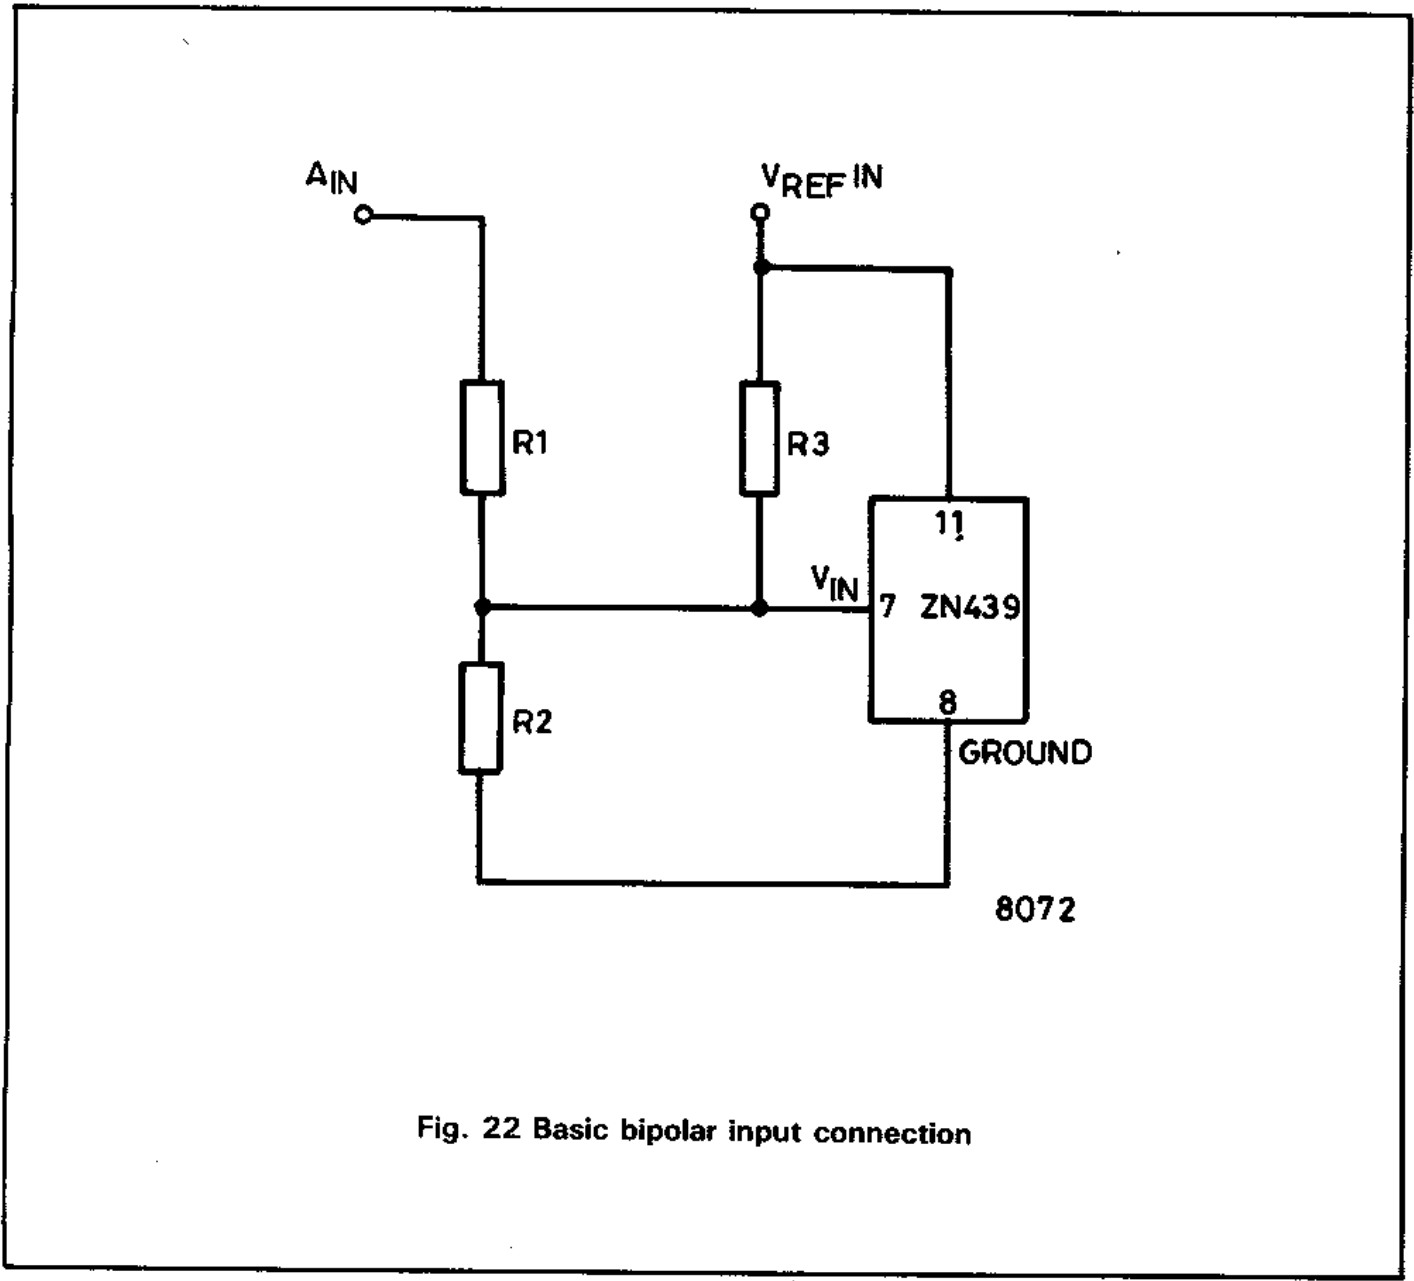 AIN
VREF IN
R1
R3
11
VIN
7 ZN439
8
R2
GROUND
8072
Fig. 22 Basic bipolar input connection